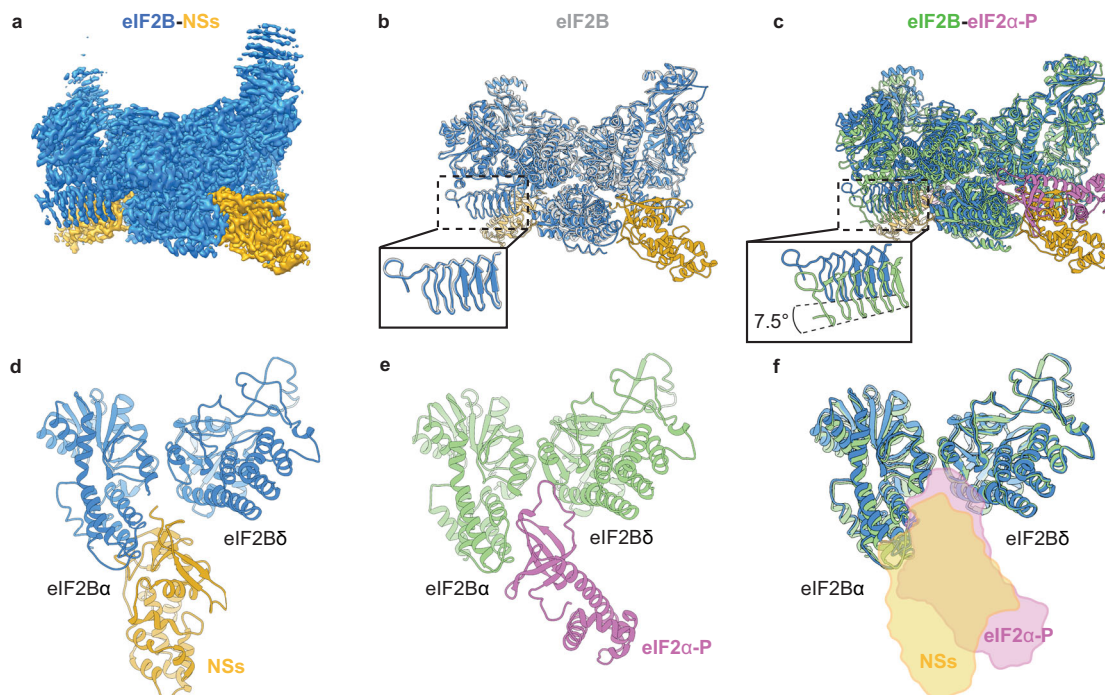 a eIF2B-NSs b eIF2B c eIF2B-eIF2α-P
7.5°
d e f
eIF2Bδ eIF2Bδ eIF2Bδ
eIF2Bα eIF2Bα eIF2Bα
eIF2α-P eIF2α-P
NSs NSs